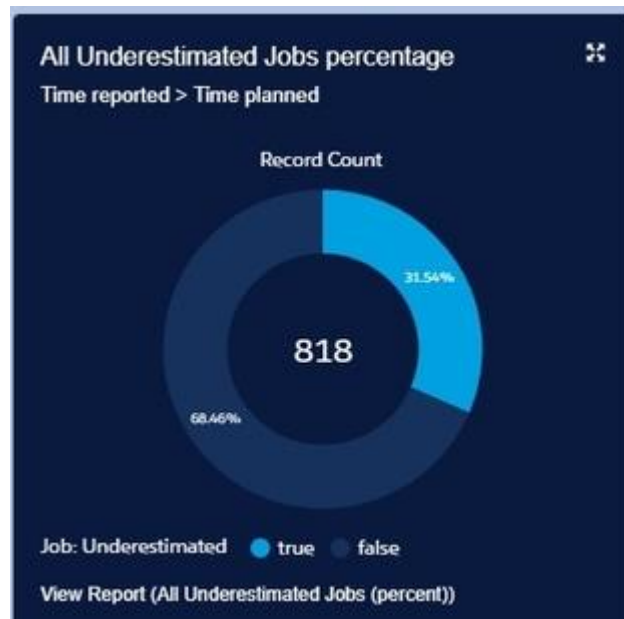 All Underestimated Jobs percentage
Time reported > Time planned
Record Count
31.54%
818
68.46%
Job: Underestimated true false
View Report (All Underestimated Jobs (percent))